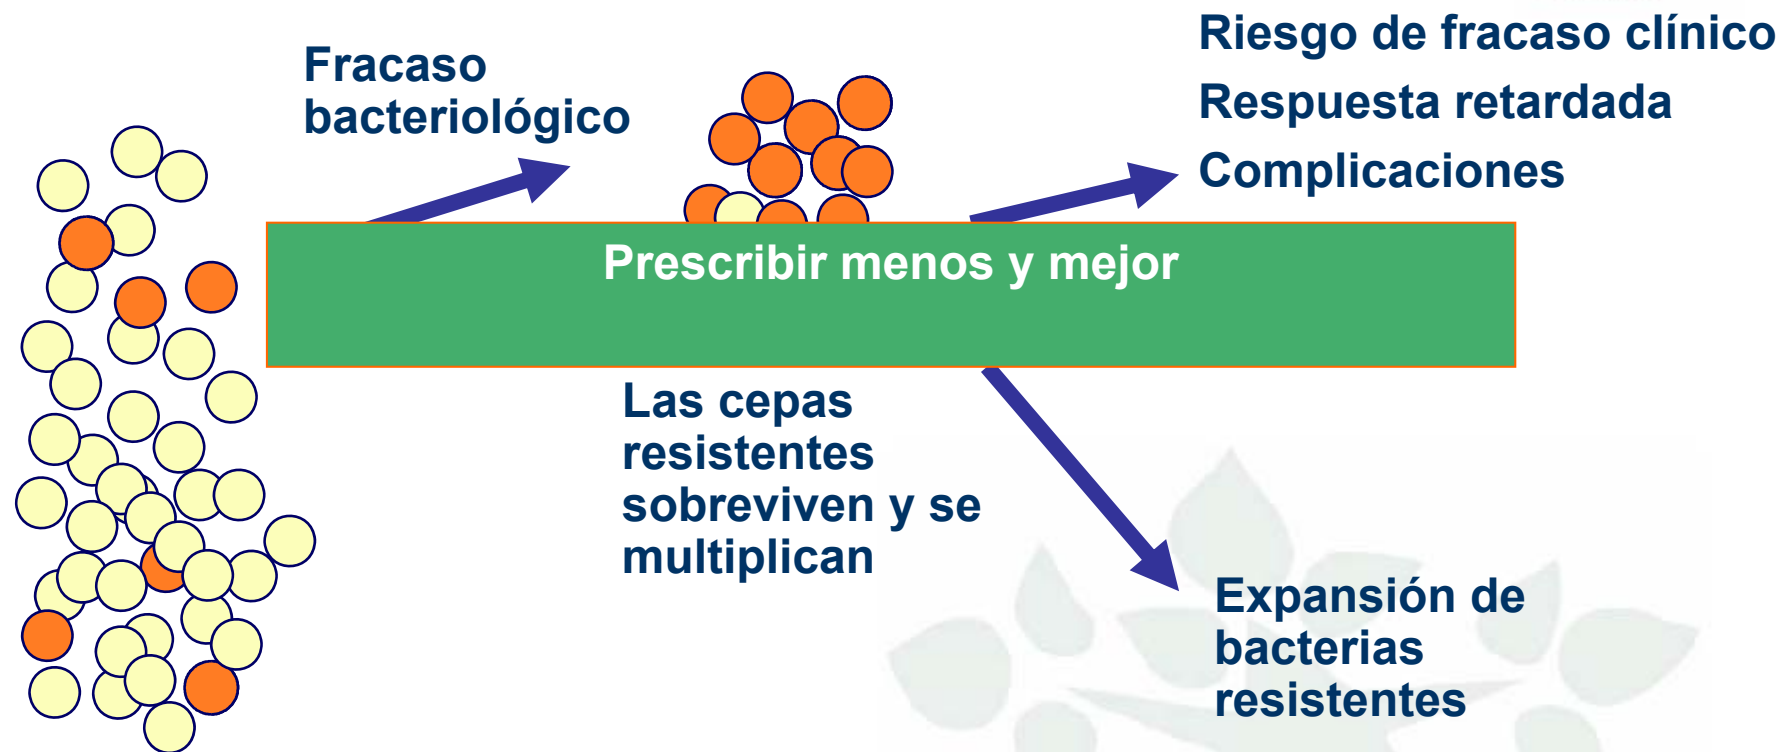 Fracaso
bacteriológico
Riesgo de fracaso clínico
Respuesta retardada
Complicaciones
Prescribir menos y mejor
Las cepas
resistentes
sobreviven y se
multiplican
Expansión de
bacterias
resistentes